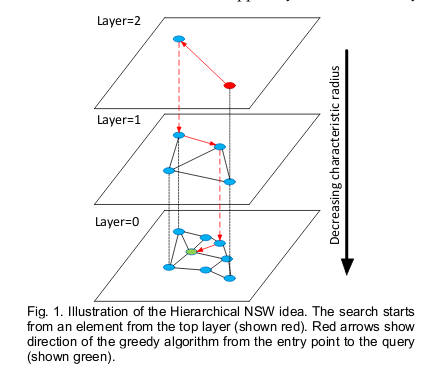 Layer=2
Layer=1
Layer=0
Decreasing characteristic radius
Fig. 1. Illustration of the Hierarchical NSW idea. The search starts
from an element from the top layer (shown red). Red arrows show
direction of the greedy algorithm from the entry point to the query
(shown green).